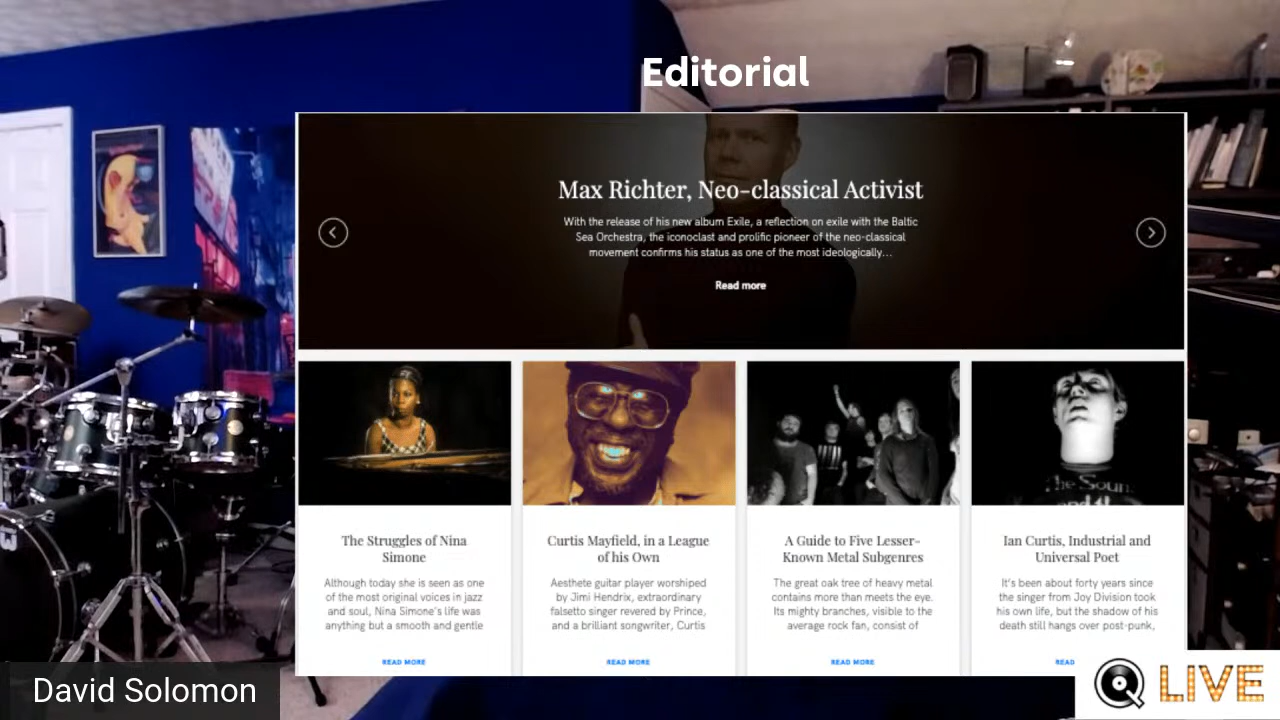 Editorial
Max Richter, Neo-classical Activist
With the release of his new album Exile, a reflection on exile with the Baltic
Sea Orchestra, the iconoclast and prolific pioneer of the neo-classical
movement confirms his status as one of the most ideologically...
Read more
The Struggles of Nina
Simone
Although today she is seen as one
of the most original voices in jazz
and soul, Nina Simone's life was
anything but a smooth and gentle
READ MORE
Curtis Mayfield, in a League
of his Own
Aesthete guitar player worshiped
by Jimi Hendrix, extraordinary
falsetto singer revered by Prince,
and a brilliant songwriter, Curtis
READ MORE
A Guide to Five Lesser-
Known Metal Subgenres
The great oak tree of heavy metal
contains more than meets the eye.
Its mighty branches, visible to the
average rock fan, consist of
READ MORE
The Soun
and th
Ian Curtis, Industrial and
Universal Poet
It's been about forty years since
the singer from Joy Division took
his own life, but the shadow of his
death still hangs over post-punk,
READ
David Solomon
LIVE